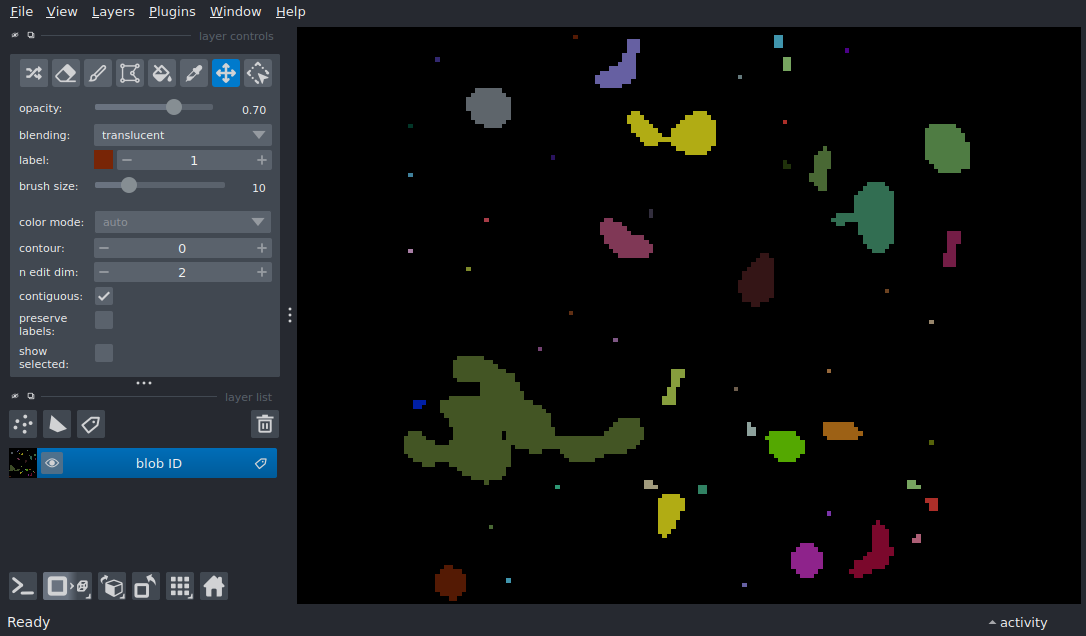 File View Layers Plugins Window Help
layer controls
opacity: 0.70
blending: translucent
label: 1
brush size: 10
color mode: auto
contour: 0
n edit dim: 2
contiguous:
preserve
labels:
show
selected:
layer list
blob ID
Ready
activity